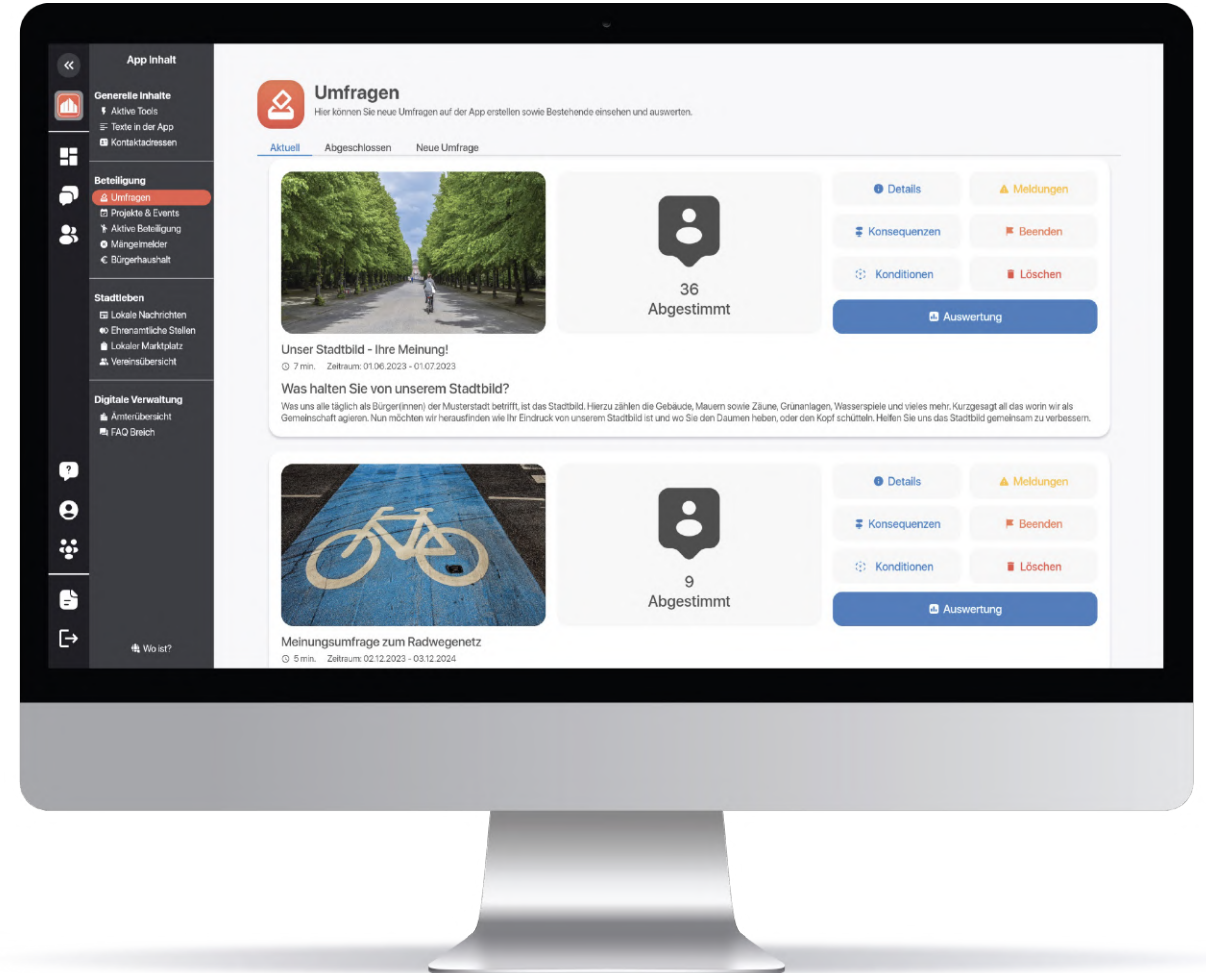 App Inhalt
Generelle Inhalte
Aktive Tools
Texte in der App
Kontaktadressen
Beteiligung
Umfragen
Projekte & Events
Aktive Beteiligung
Mängelmelder
Bürgerhaushalt
Stadtleben
Lokale Nachrichten
Ehrenamtliche Stellen
Lokaler Marktplatz
Vereinsübersicht
Digitale Verwaltung
Ämterübersicht
FAQ Breich
Wo ist?
Umfragen
Hier können Sie neue Umfragen auf der App erstellen sowie Bestehende einsehen und auswerten.
Aktuell Abgeschlossen Neue Umfrage
36
Abgestimmt
Details Meldungen
Konsequenzen Beenden
Konditionen Löschen
Auswertung
Unser Stadtbild - Ihre Meinung!
7 min. Zeitraum: 01.06.2023 - 01.07.2023
Was halten Sie von unserem Stadtbild?
Was uns alle täglich als Bürger(innen) der Musterstadt betrifft, ist das Stadtbild. Hierzu zählen die Gebäude, Mauern sowie Zäune, Grünanlagen, Wasserspiele und vieles mehr. Kurzgesagt all das worin wir als
Gemeinschaft agieren. Nun möchten wir herausfinden wie Ihr Eindruck von unserem Stadtbild ist und wo Sie den Daumen heben, oder den Kopf schütteln. Helfen Sie uns das Stadtbild gemeinsam zu verbessern.
9
Abgestimmt
Details Meldungen
Konsequenzen Beenden
Konditionen Löschen
Auswertung
Meinungsumfrage zum Radwegenetz
5 min. Zeitraum: 02.12.2023 - 03.12.2024